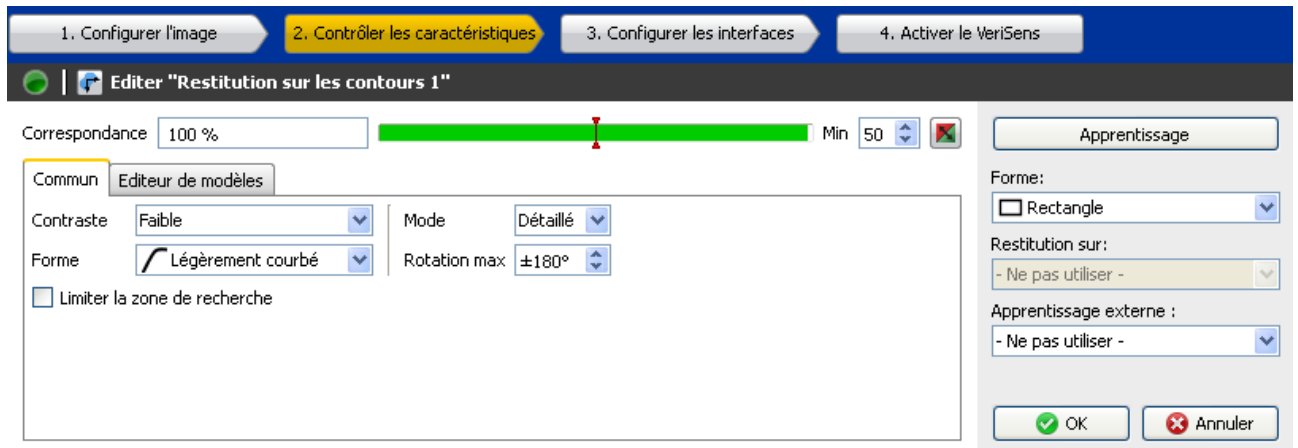 1. Configurer l'image
2. Contrôler les caractéristiques
3. Configurer les interfaces
4. Activer le VeriSens
Editer "Restitution sur les contours 1"
Correspondance 100 % Min 50
Apprentissage
Commun Editeur de modèles
Forme:
Rectangle
Contraste Faible Mode Détaillé
Restitution sur:
Forme Légèrement courbé Rotation max ±180°
- Ne pas utiliser -
Limiter la zone de recherche
Apprentissage externe :
- Ne pas utiliser -
OK Annuler